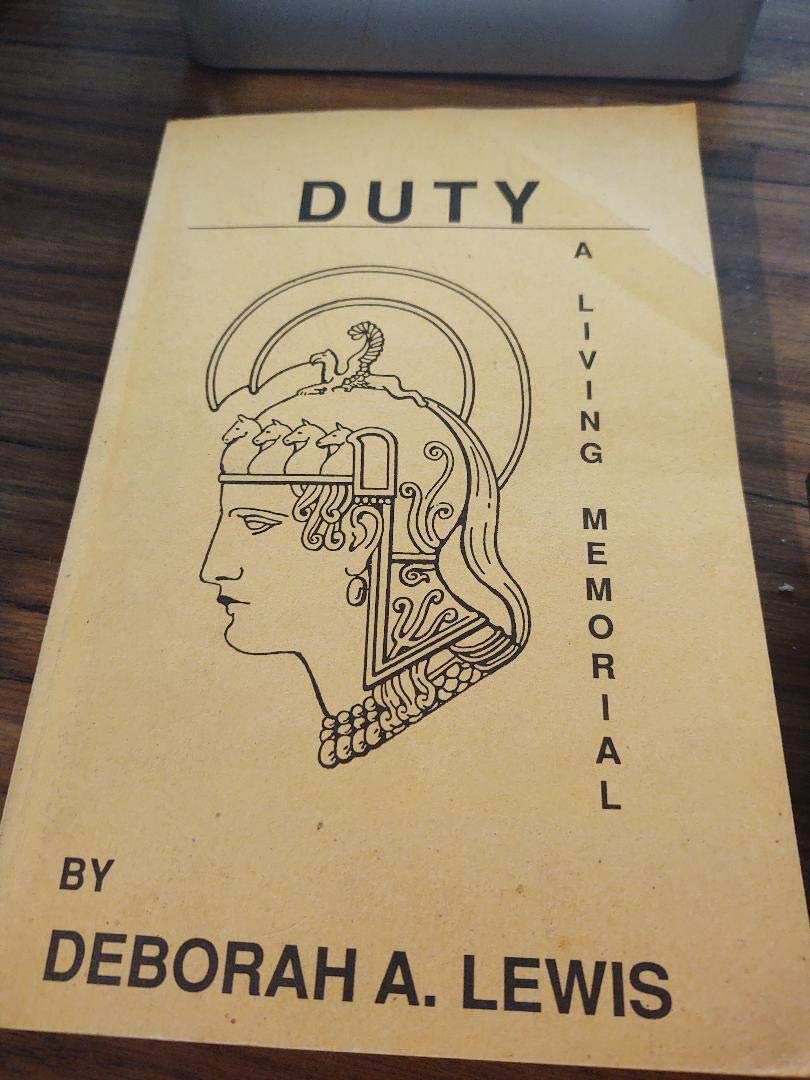 DUTY
A LIVING MEMORIAL
BY
DEBORAH A. LEWIS